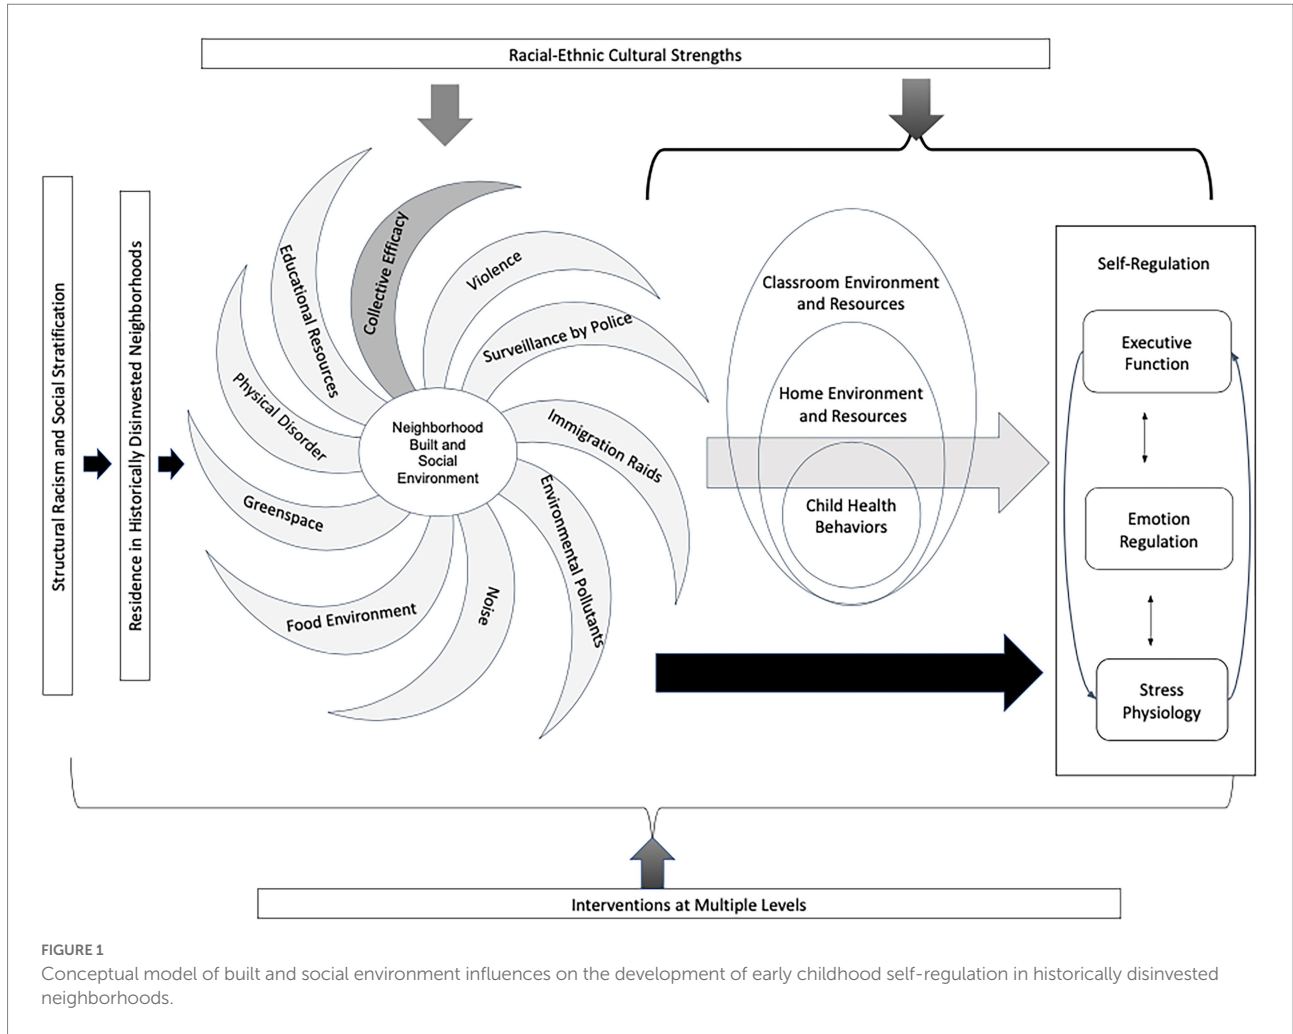 Racial-Ethnic Cultural Strengths
Structural Racism and Social Stratification
Residence in Historically Disinvested Neighborhoods
Educational Resources
Collective Efficacy
Violence
Surveillance by Police
Immigration Raids
Environmental Pollutants
Noise
Food Environment
Greenspace
Physical Disorder
Neighborhood
Built and
Social
Environment
Classroom Environment
and Resources
Home Environment
and Resources
Child Health
Behaviors
Self-Regulation
Executive
Function
Emotion
Regulation
Stress
Physiology
Interventions at Multiple Levels
FIGURE 1
Conceptual model of built and social environment influences on the development of early childhood self-regulation in historically disinvested
neighborhoods.